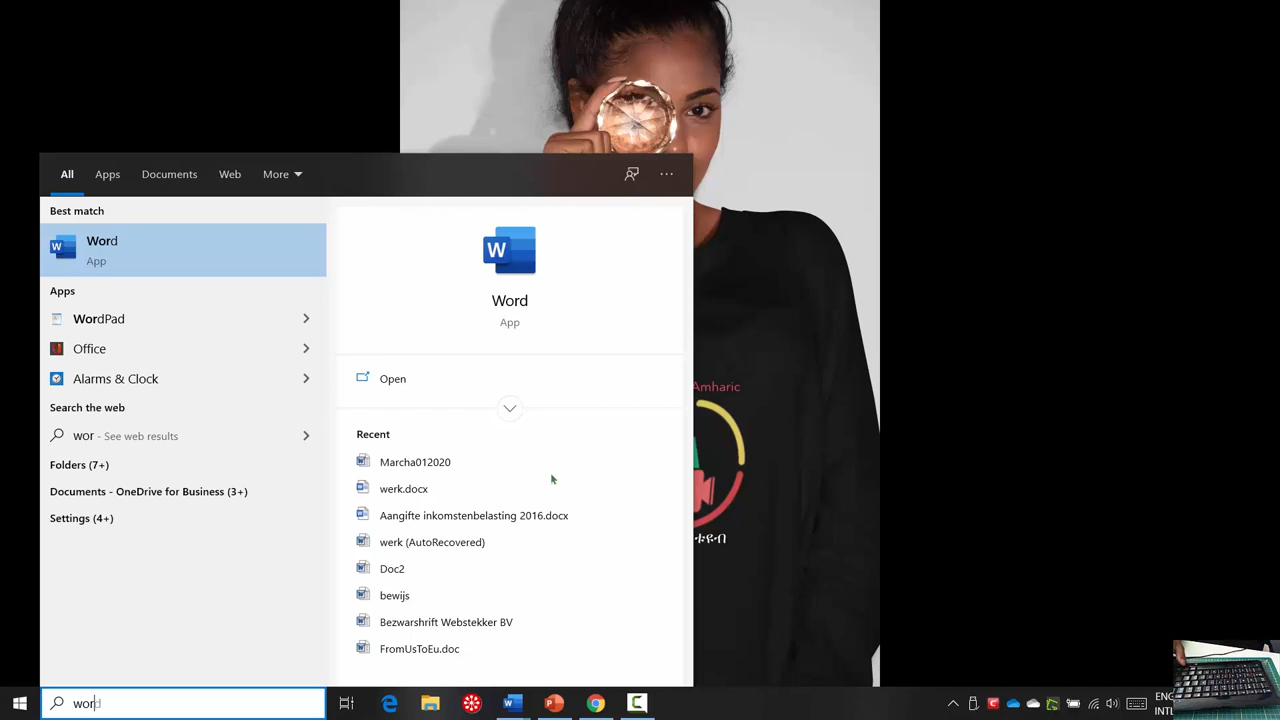 All
Apps
Documents
Web
More
Best match
Word
App
Apps
WordPad
Office
Alarms & Clock
Search the web
wor - See web results
Folders (7+)
Documents - OneDrive for Business (3+)
Settings (4+)
W
Word
App
Open
Recent
Marcha012020
werk.docx
Aangifte inkomstenbelasting 2016.docx
werk (AutoRecovered)
Doc2
bewijs
Bezwarshrift Webstekker BV
FromUsToEu.doc
Amharic
word
ENG
INTL